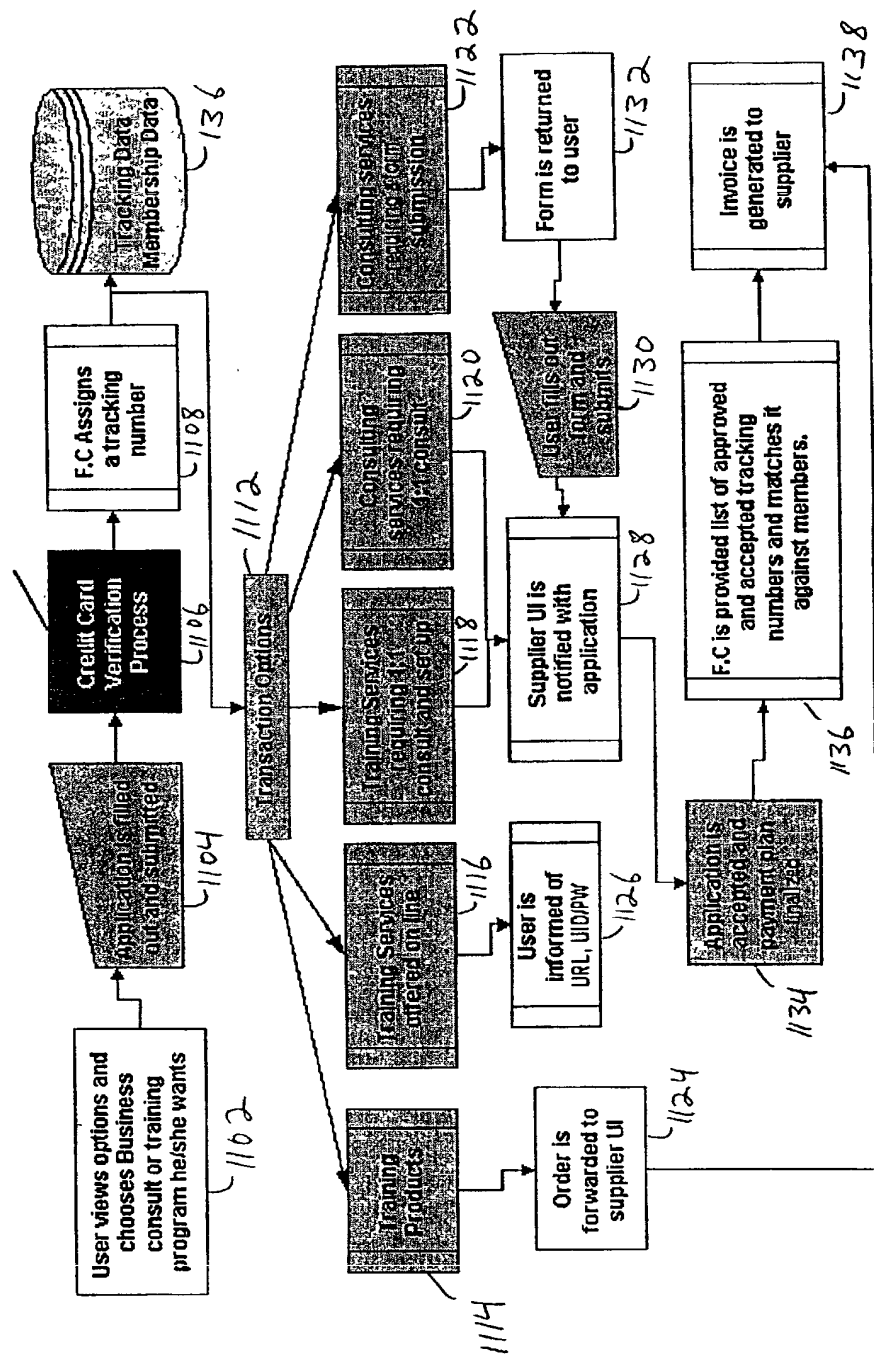 User views options and
chooses Business
consult or training
program he/she wants
1102
Application is filled
out and submitted
1104
Credit Card
Verification
Process
1106
F.C Assigns
a tracking
number
1108
Tracking Data
Membership Data
136
Transaction Options
1112
Training
Products
1114
Training Services
offered on line
1116
Training Services
requiring 1:1
consult and set up
1118
Consulting
services requiring
1:1 consult
1120
Consulting services
requiring form
submission
1122
Order is
forwarded to
supplier UI
1124
User is
informed of
URL, UID/PW
1126
Supplier UI is
notified with
application
1128
User fills out
form and
submits
1130
Form is returned
to user
1132
Application is
accepted and
payment plan
finalized
1134
F.C is provided list of approved
and accepted tracking
numbers and matches it
against members.
1136
Invoice is
generated to
supplier
1138